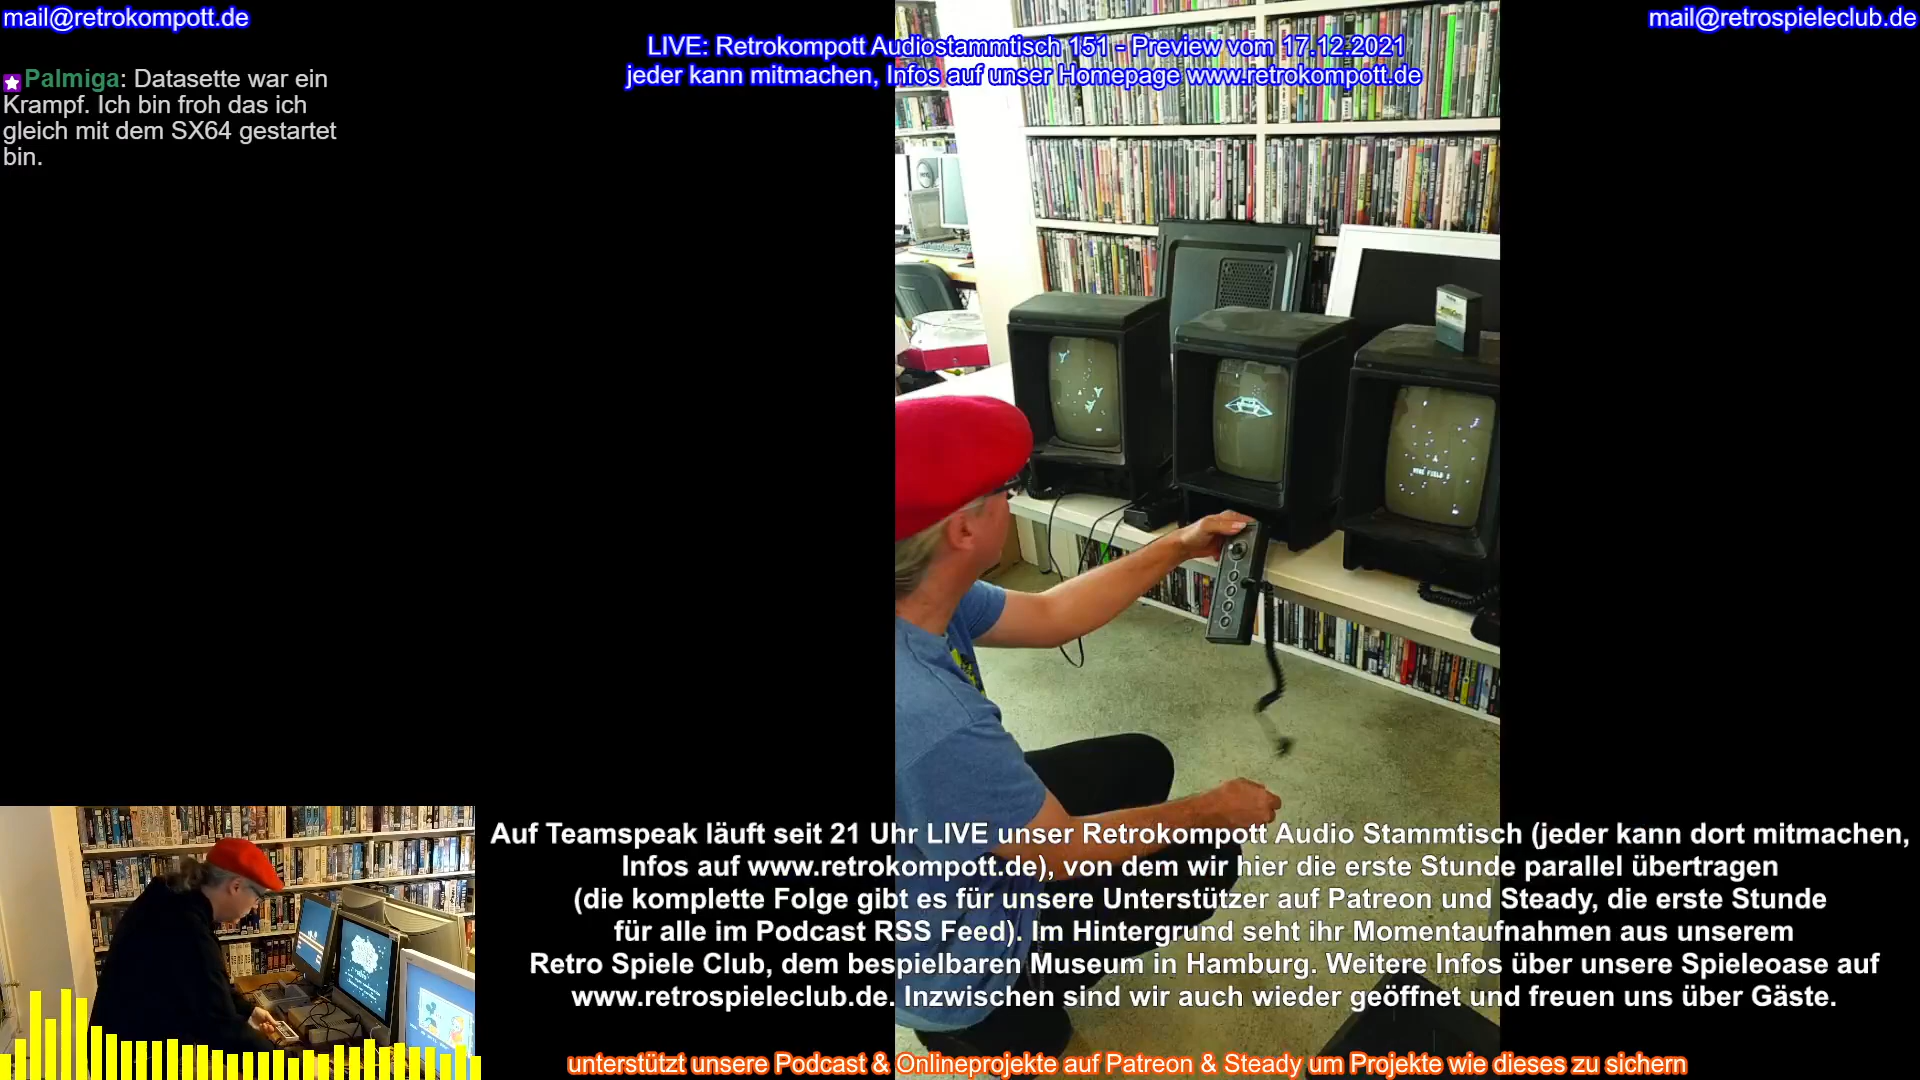 mail@retrokompott.de
mail@retrospieleclub.de
LIVE: Retrokompott Audiostammtisch 151 - Preview vom 17.12.2021
jeder kann mitmachen, Infos auf unser Homepage www.retrokompott.de
Palmiga: Datasette war ein
Krampf. Ich bin froh das ich
gleich mit dem SX64 gestartet
bin.
MINE FIELD
Auf Teamspeak läuft seit 21 Uhr LIVE unser Retrokompott Audio Stammtisch (jeder kann dort mitmachen,
Infos auf www.retrokompott.de), von dem wir hier die erste Stunde parallel übertragen
(die komplette Folge gibt es für unsere Unterstützer auf Patreon und Steady, die erste Stunde
für alle im Podcast RSS Feed). Im Hintergrund seht ihr Momentaufnahmen aus unserem
Retro Spiele Club, dem bespielbaren Museum in Hamburg. Weitere Infos über unsere Spieleoase auf
www.retrospieleclub.de. Inzwischen sind wir auch wieder geöffnet und freuen uns über Gäste.
unterstützt unsere Podcast & Onlineprojekte auf Patreon & Steady um Projekte wie dieses zu sichern